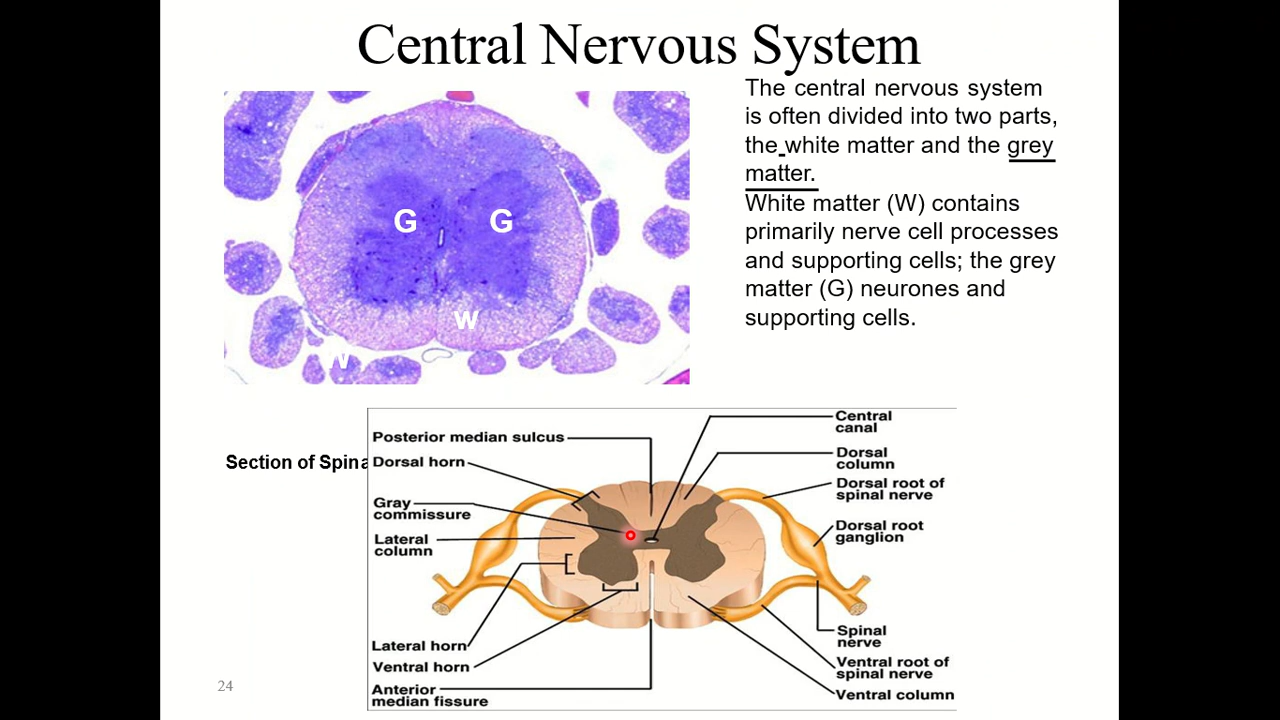 Central Nervous System
The central nervous system
is often divided into two parts,
the white matter and the grey
matter.
White matter (W) contains
primarily nerve cell processes
and supporting cells; the grey
matter (G) neurones and
supporting cells.
G G
W
W
Section of Spina
Posterior median sulcus
Dorsal horn
Gray
commissure
Lateral
column
Lateral horn
Ventral horn
Anterior
median fissure
Central
canal
Dorsal
column
Dorsal root of
spinal nerve
Dorsal root
ganglion
Spinal
nerve
Ventral root of
spinal nerve
Ventral column
24